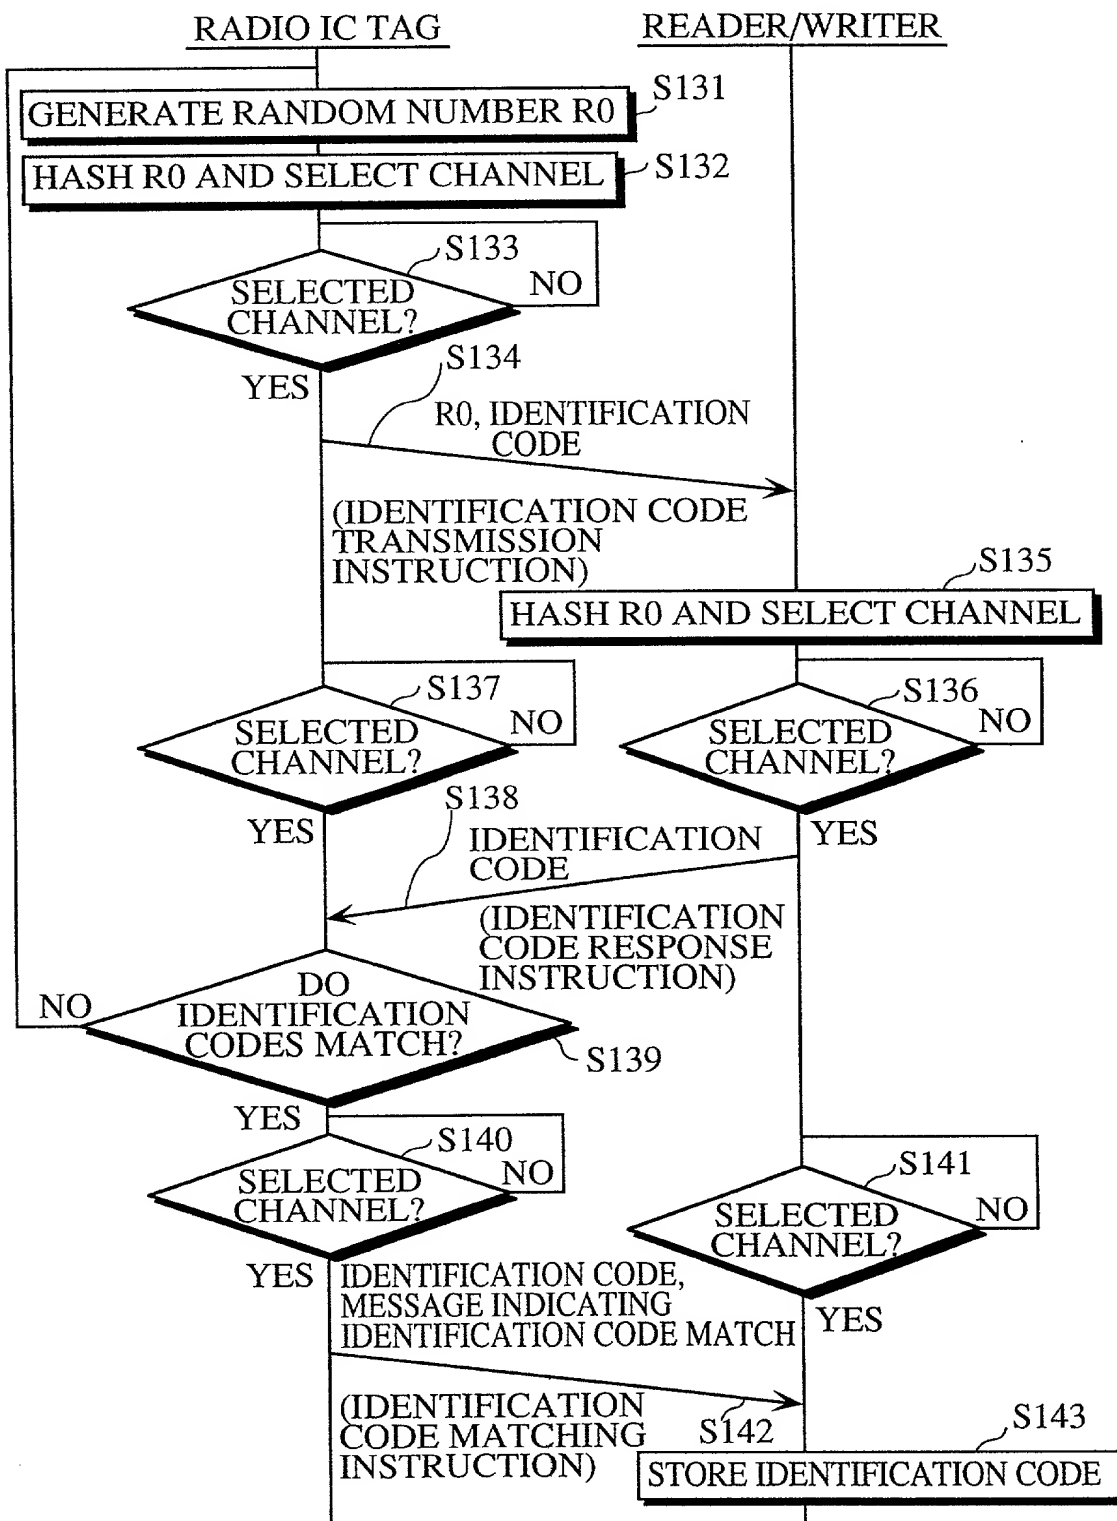 RADIO IC TAG
READER/WRITER
GENERATE RANDOM NUMBER R0
S131
HASH R0 AND SELECT CHANNEL
S132
S133
SELECTED
CHANNEL?
NO
YES
S134
R0, IDENTIFICATION
CODE
(IDENTIFICATION CODE
TRANSMISSION
INSTRUCTION)
S135
HASH R0 AND SELECT CHANNEL
S137
SELECTED
CHANNEL?
NO
YES
S136
SELECTED
CHANNEL?
NO
YES
S138
IDENTIFICATION
CODE
(IDENTIFICATION
CODE RESPONSE
INSTRUCTION)
DO
IDENTIFICATION
CODES MATCH?
NO
S139
YES
S140
SELECTED
CHANNEL?
NO
YES
S141
SELECTED
CHANNEL?
NO
YES
IDENTIFICATION CODE,
MESSAGE INDICATING
IDENTIFICATION CODE MATCH
(IDENTIFICATION
CODE MATCHING
INSTRUCTION)
S142
S143
STORE IDENTIFICATION CODE